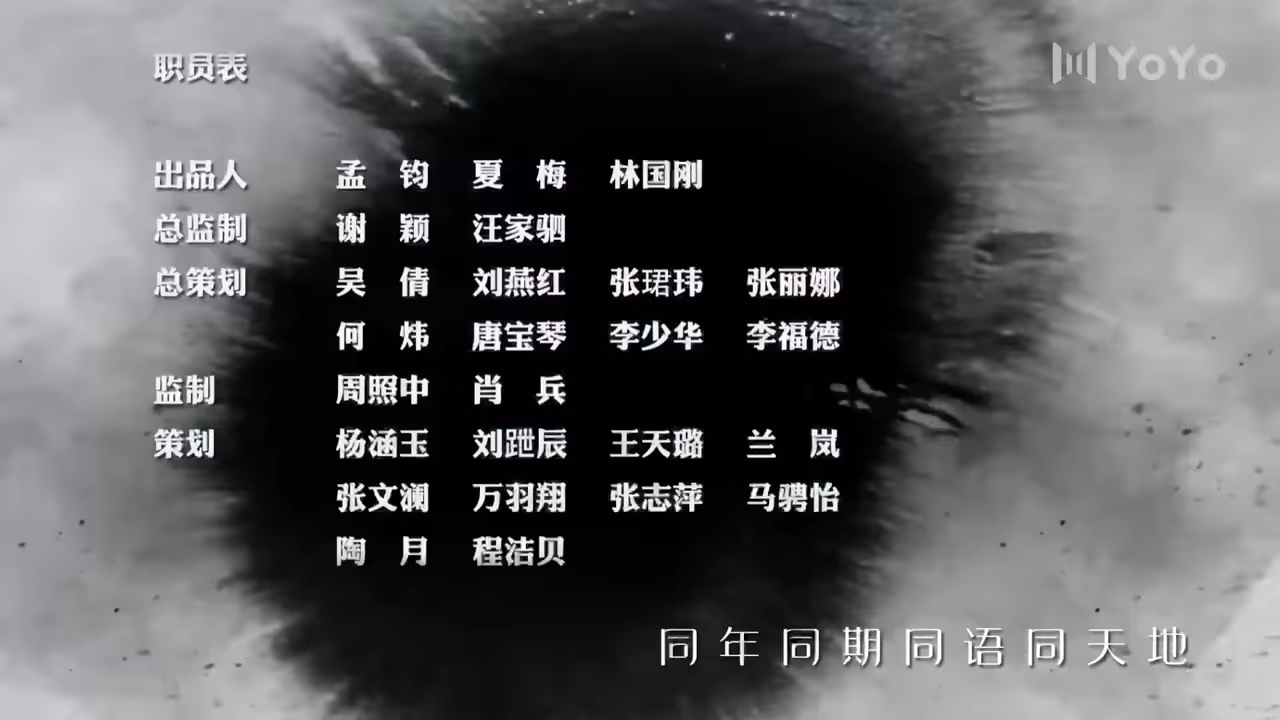 职员表
YoYo
出品人 孟 钧 夏 梅 林国刚
总监制 谢 颖 汪家驷
总策划 吴 倩 刘燕红 张珺玮 张丽娜
何 炜 唐宝琴 李少华 李福德
监制 周照中 肖 兵
策划 杨涵玉 刘跇辰 王天璐 兰 岚
张文澜 万羽翔 张志萍 马骋怡
陶 月 程洁贝
同年同期同语同天地